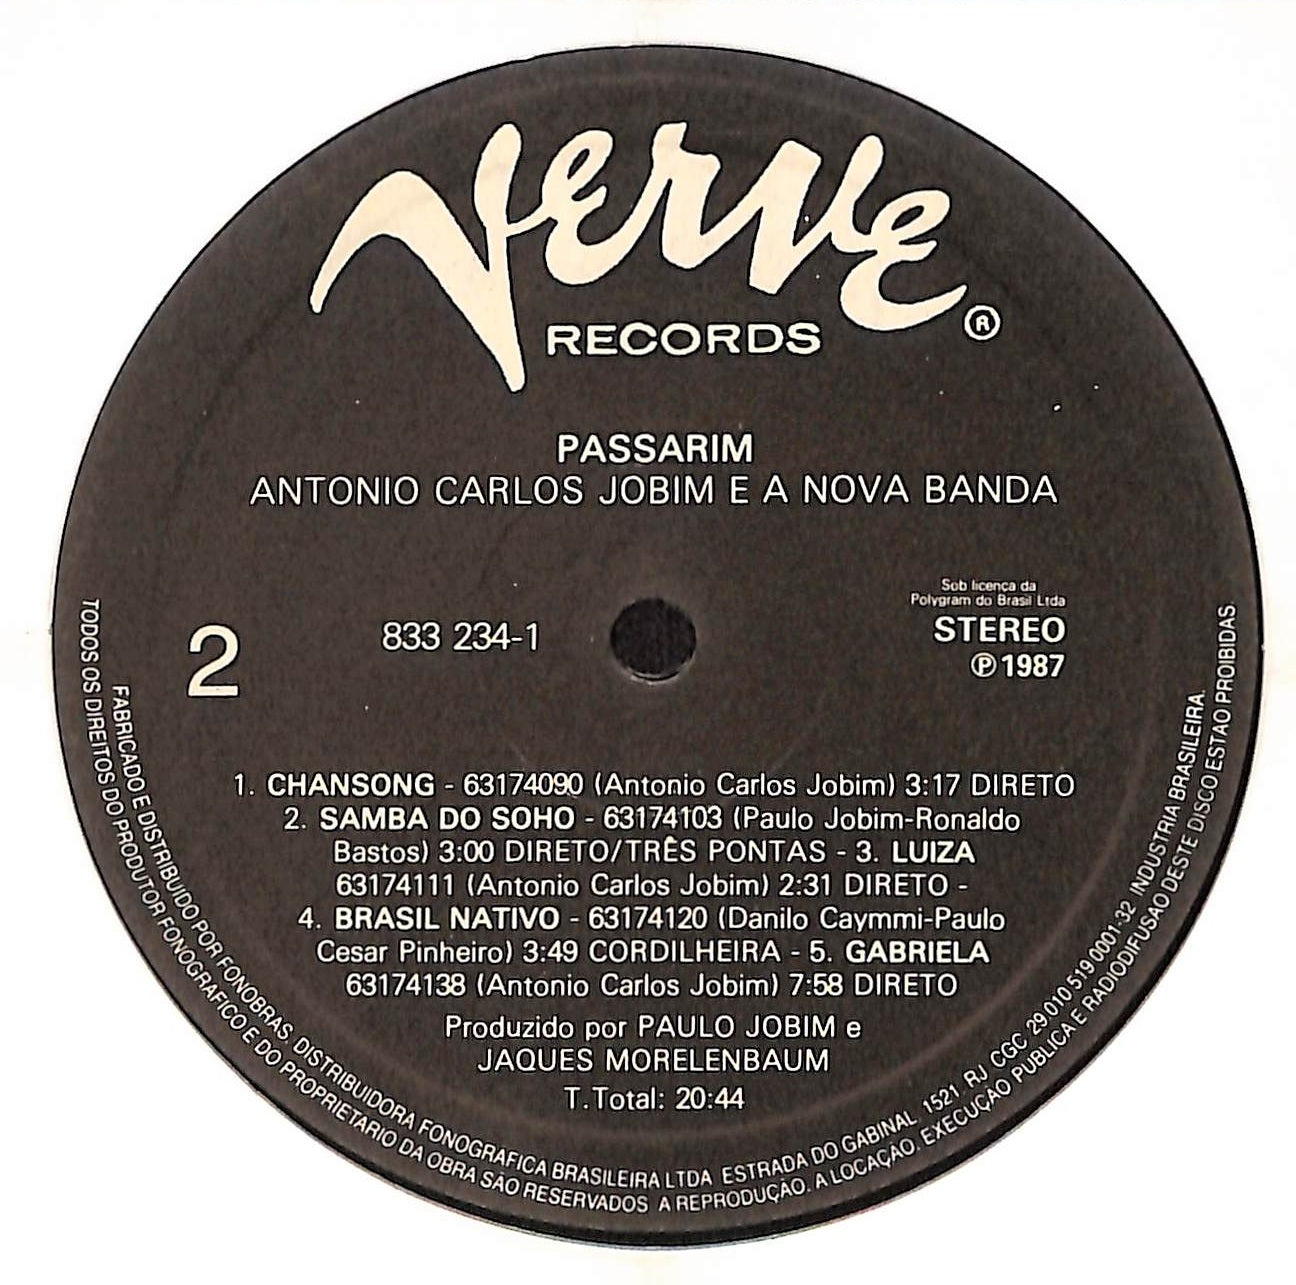 Verve ®
RECORDS
PASSARIM
ANTONIO CARLOS JOBIM E A NOVA BANDA
Sob licença da
Polygram do Brasil Ltda
2
833 234-1
STEREO
℗ 1987
1. CHANSONG - 63174090 (Antonio Carlos Jobim) 3:17 DIRETO
2. SAMBA DO SOHO - 63174103 (Paulo Jobim-Ronaldo
Bastos) 3:00 DIRETO/TRÊS PONTAS - 3. LUIZA
63174111 (Antonio Carlos Jobim) 2:31 DIRETO -
4. BRASIL NATIVO - 63174120 (Danilo Caymmi-Paulo
Cesar Pinheiro) 3:49 CORDILHEIRA - 5. GABRIELA
63174138 (Antonio Carlos Jobim) 7:58 DIRETO
Produzido por PAULO JOBIM e
JAQUES MORELENBAUM
T.Total: 20:44
FABRICADO E DISTRIBUIDO POR FONOBRAS, DISTRIBUIDORA FONOGRAFICA BRASILEIRA LTDA ESTRADA DO GABINAL 1521 RJ CGC 29 010 519 0001-32 INDUSTRIA BRASILEIRA.
TODOS OS DIREITOS DO PRODUTOR FONOGRAFICO E DO PROPRIETARIO DA OBRA SAO RESERVADOS A REPRODUÇÃO. A LOCAÇAO. EXECUÇÃO PUBLICA E RADIODIFUSAO DESTE DISCO ESTAO PROIBIDAS